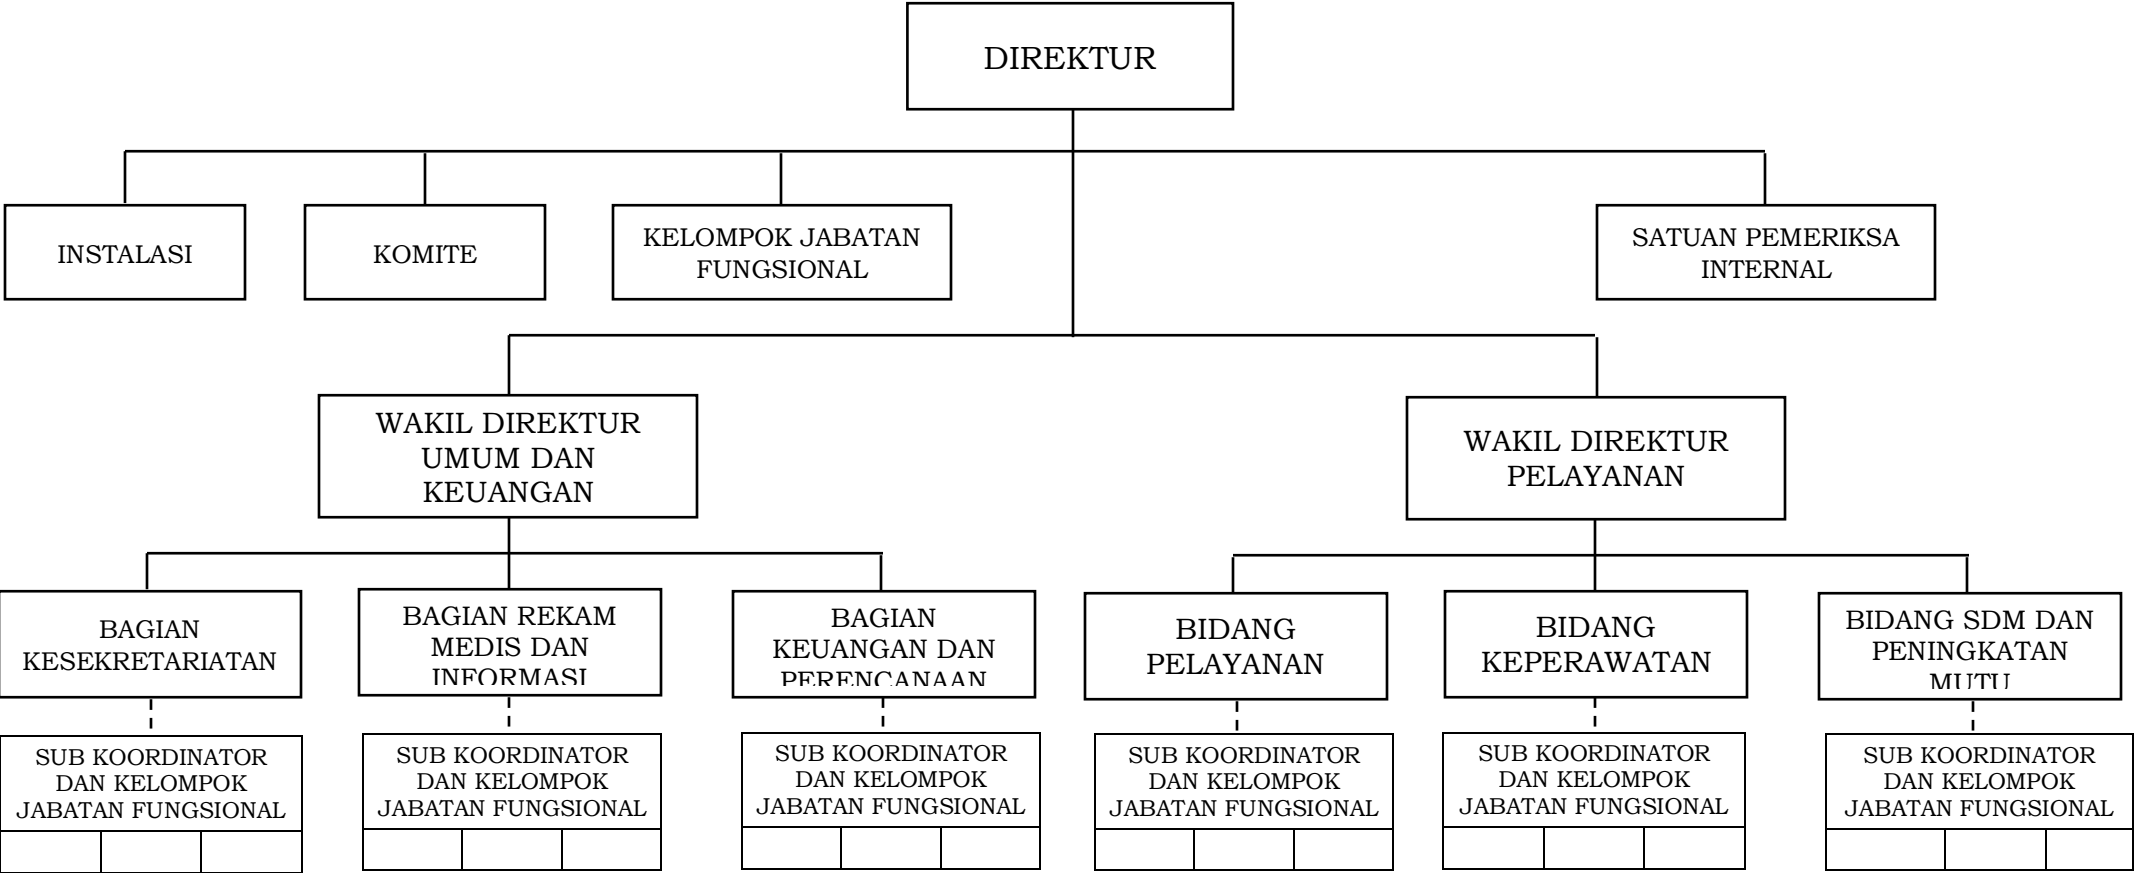 DIREKTUR
INSTALASI
KOMITE
KELOMPOK JABATAN
FUNGSIONAL
SATUAN PEMERIKSA
INTERNAL
WAKIL DIREKTUR
UMUM DAN
KEUANGAN
WAKIL DIREKTUR
PELAYANAN
BAGIAN
KESEKRETARIATAN
BAGIAN REKAM
MEDIS DAN
INFORMASI
BAGIAN
KEUANGAN DAN
PERENCANAAN
BIDANG
PELAYANAN
BIDANG
KEPERAWATAN
BIDANG SDM DAN
PENINGKATAN
MUTU
SUB KOORDINATOR
DAN KELOMPOK
JABATAN FUNGSIONAL
SUB KOORDINATOR
DAN KELOMPOK
JABATAN FUNGSIONAL
SUB KOORDINATOR
DAN KELOMPOK
JABATAN FUNGSIONAL
SUB KOORDINATOR
DAN KELOMPOK
JABATAN FUNGSIONAL
SUB KOORDINATOR
DAN KELOMPOK
JABATAN FUNGSIONAL
SUB KOORDINATOR
DAN KELOMPOK
JABATAN FUNGSIONAL